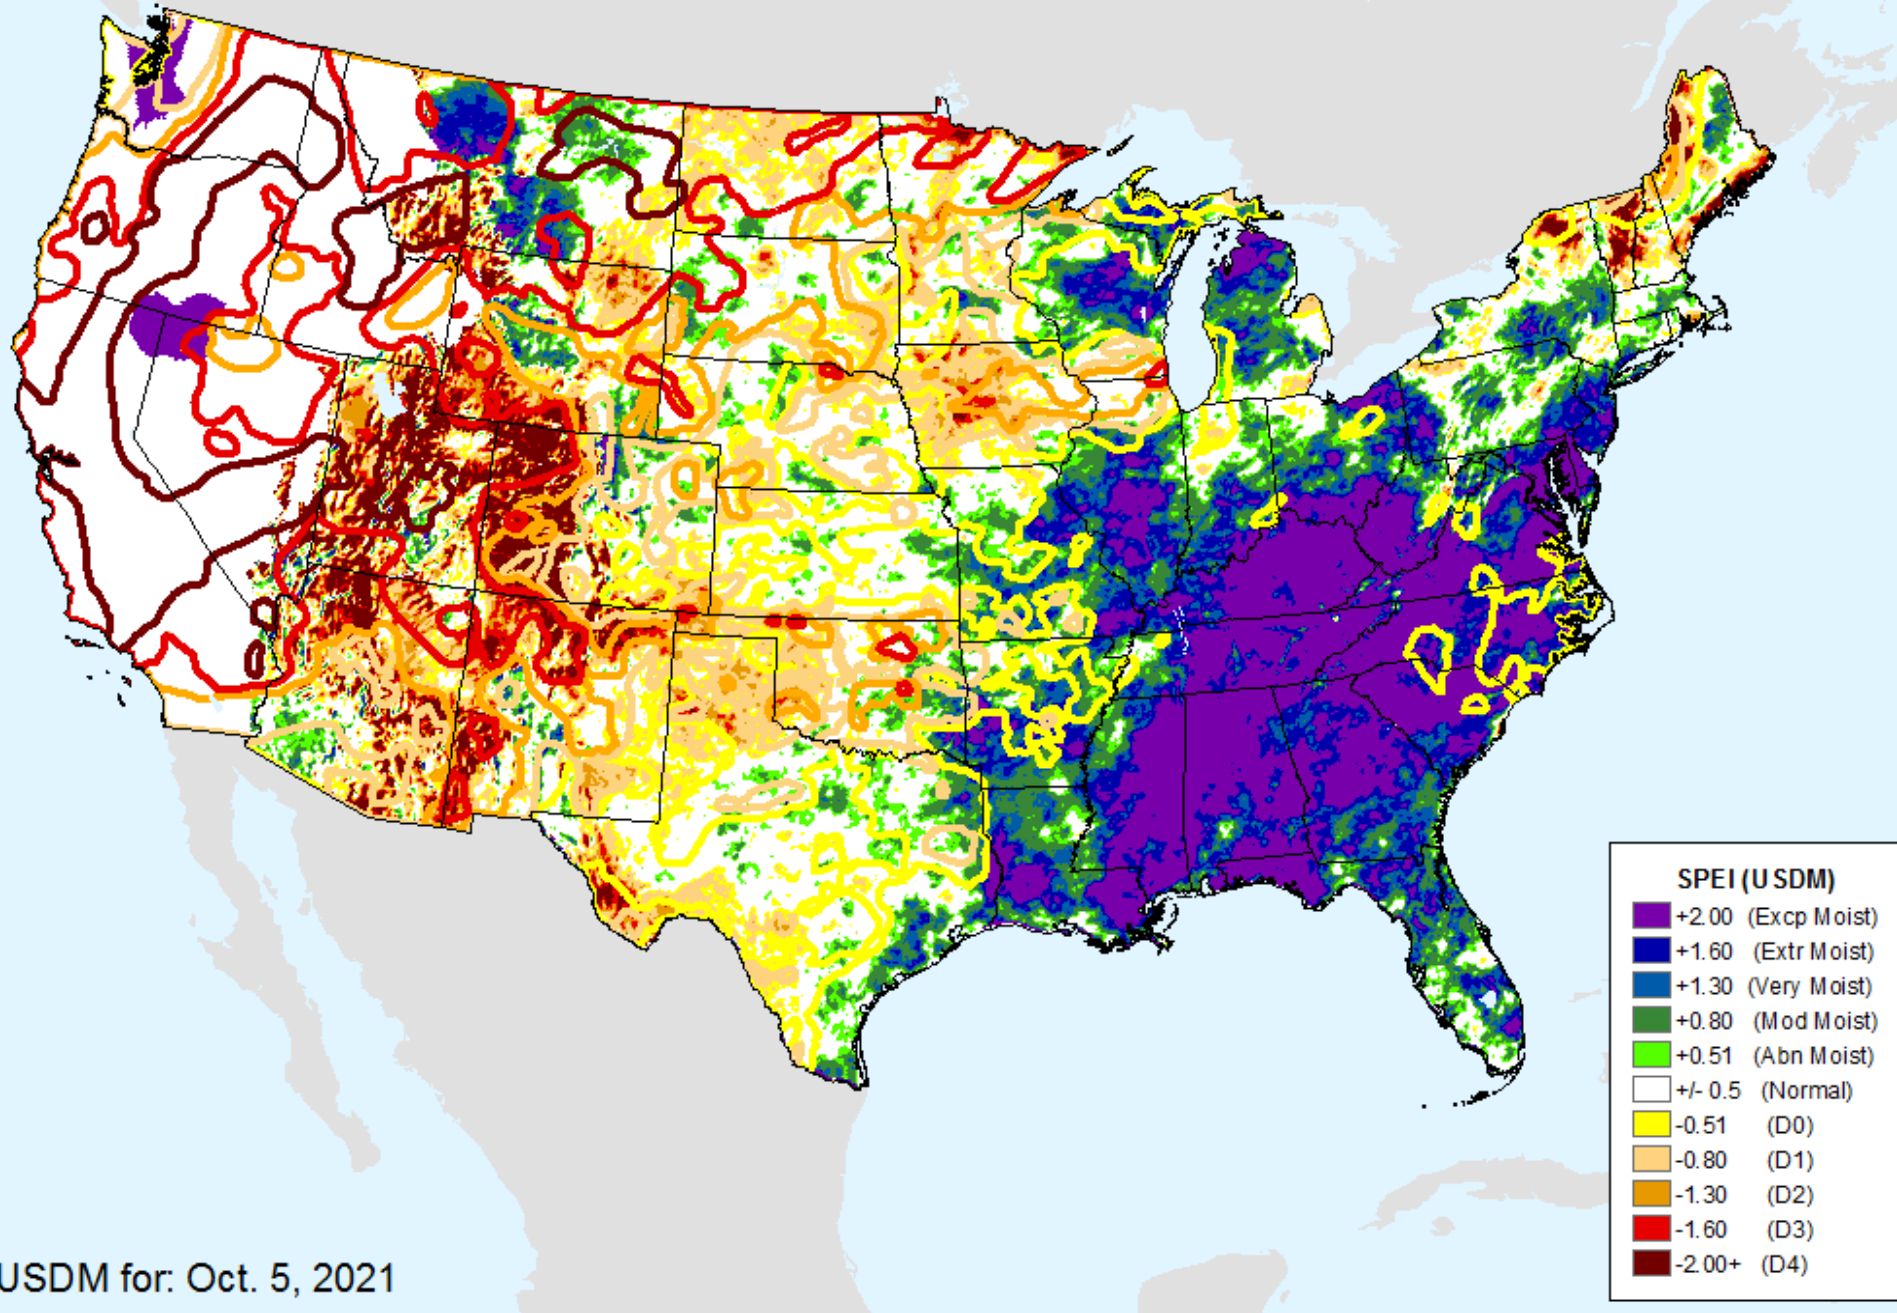 SPEI (USDM)
+2.00 (Excp Moist)
+1.60 (Extr Moist)
+1.30 (Very Moist)
+0.80 (Mod Moist)
+0.51 (Abn Moist)
+/- 0.5 (Normal)
-0.51 (D0)
-0.80 (D1)
-1.30 (D2)
-1.60 (D3)
-2.00+ (D4)
USDM for: Oct. 5, 2021